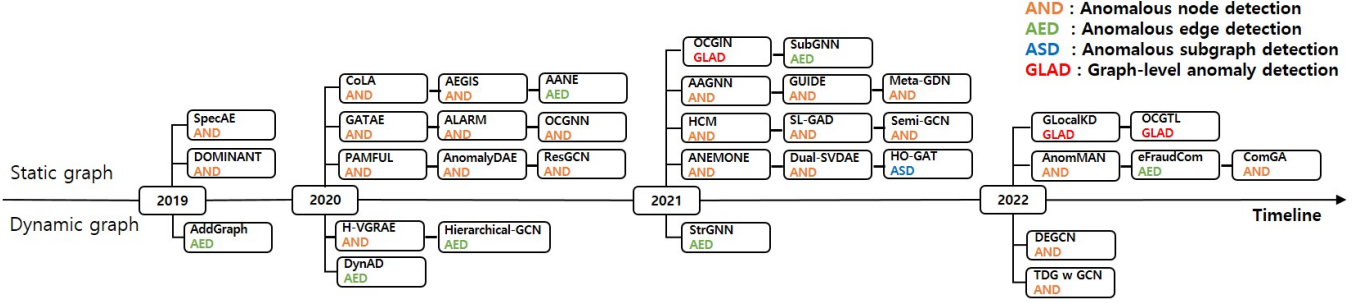 AND : Anomalous node detection
AED : Anomalous edge detection
ASD : Anomalous subgraph detection
GLAD : Graph-level anomaly detection
Static graph
Dynamic graph
Timeline
2019
SpecAE
AND
DOMINANT
AND
AddGraph
AED
2020
CoLA
AND
AEGIS
AND
AANE
AED
GATAE
AND
ALARM
AND
OCGNN
AND
PAMFUL
AND
AnomalyDAE
AND
ResGCN
AND
H-VGRAE
AND
Hierarchical-GCN
AED
DynAD
AED
2021
OCGIN
GLAD
SubGNN
AED
AAGNN
AND
GUIDE
AND
Meta-GDN
AND
HCM
AND
SL-GAD
AND
Semi-GCN
AND
ANEMONE
AND
Dual-SVDAE
AND
HO-GAT
ASD
StrGNN
AED
2022
GLocalKD
GLAD
OCGTL
GLAD
AnomMAN
AND
eFraudCom
AED
ComGA
AND
DEGCN
AND
TDG w GCN
AND